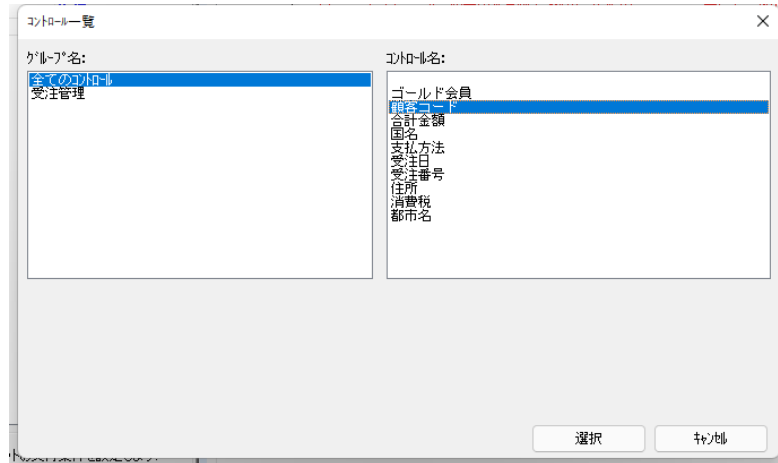 コントロール一覧
ｸﾞﾙｰﾌﾟ名:
ｺﾝﾄﾛｰﾙ名:
全てのｺﾝﾄﾛｰﾙ
受注管理
ゴールド会員
顧客コード
合計金額
国名
支払方法
受注日
受注番号
住所
消費税
都市名
選択
ｷｬﾝｾﾙ